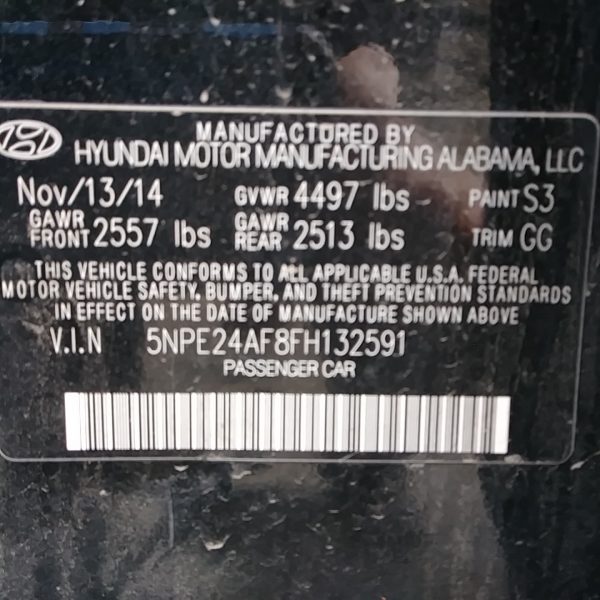 MANUFACTURED BY
HYUNDAI MOTOR MANUFACTURING ALABAMA, LLC
Nov/13/14 GVWR 4497 lbs PAINT S3
GAWR FRONT 2557 lbs GAWR REAR 2513 lbs TRIM GG
THIS VEHICLE CONFORMS TO ALL APPLICABLE U.S.A. FEDERAL
MOTOR VEHICLE SAFETY, BUMPER, AND THEFT PREVENTION STANDARDS
IN EFFECT ON THE DATE OF MANUFACTURE SHOWN ABOVE
V.I.N 5NPE24AF8FH132591
PASSENGER CAR